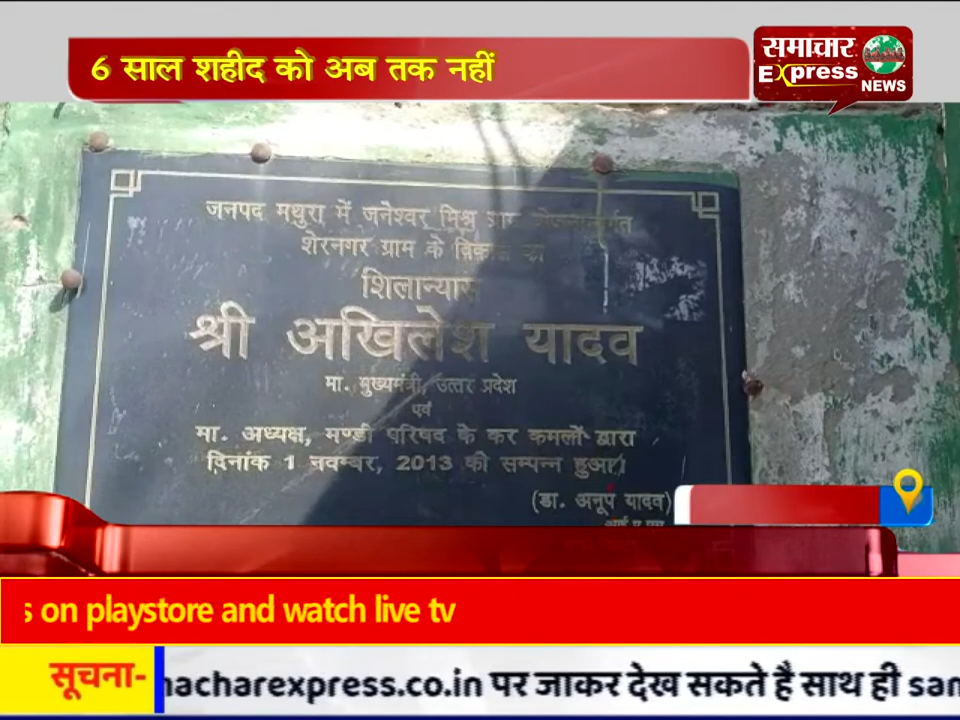 6 साल शहीद को अब तक नहीं
समाचार
Express
NEWS
जनपद मथुरा में जनेश्वर मिश्र
शेरनगर ग्राम के विकास का
शिलान्यास
श्री अखिलेश यादव
मा. मुख्यमंत्री, उत्तर प्रदेश
एवं
मा. अध्यक्ष, मण्डी परिषद के कर कमलों द्वारा
दिनांक 1 नवम्बर, 2013 को सम्पन्न हुआ।
(डा. अनूप यादव)
s on playstore and watch live tv
सूचना-
nacharexpress.co.in पर जाकर देख सकते है साथ ही san